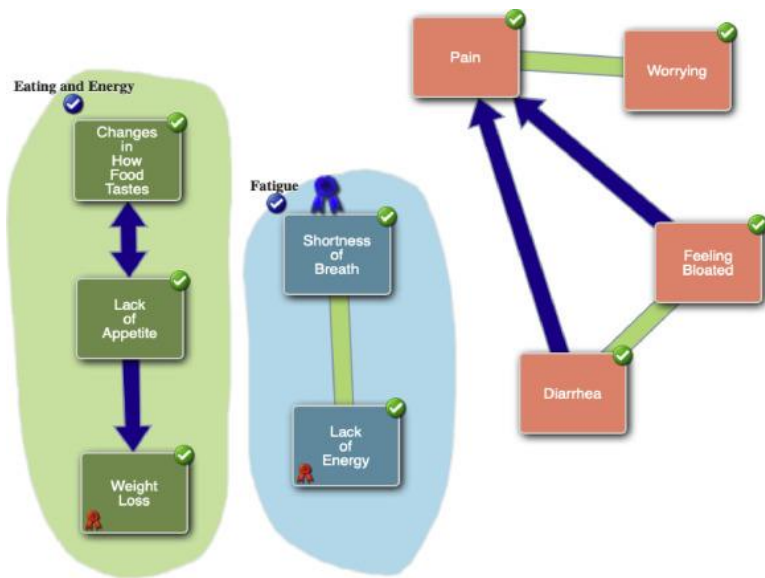 Eating and Energy
Changes
in
How
Food
Tastes
Lack
of
Appetite
Weight
Loss
Fatigue
Shortness
of
Breath
Lack
of
Energy
Pain
Worrying
Feeling
Bloated
Diarrhea